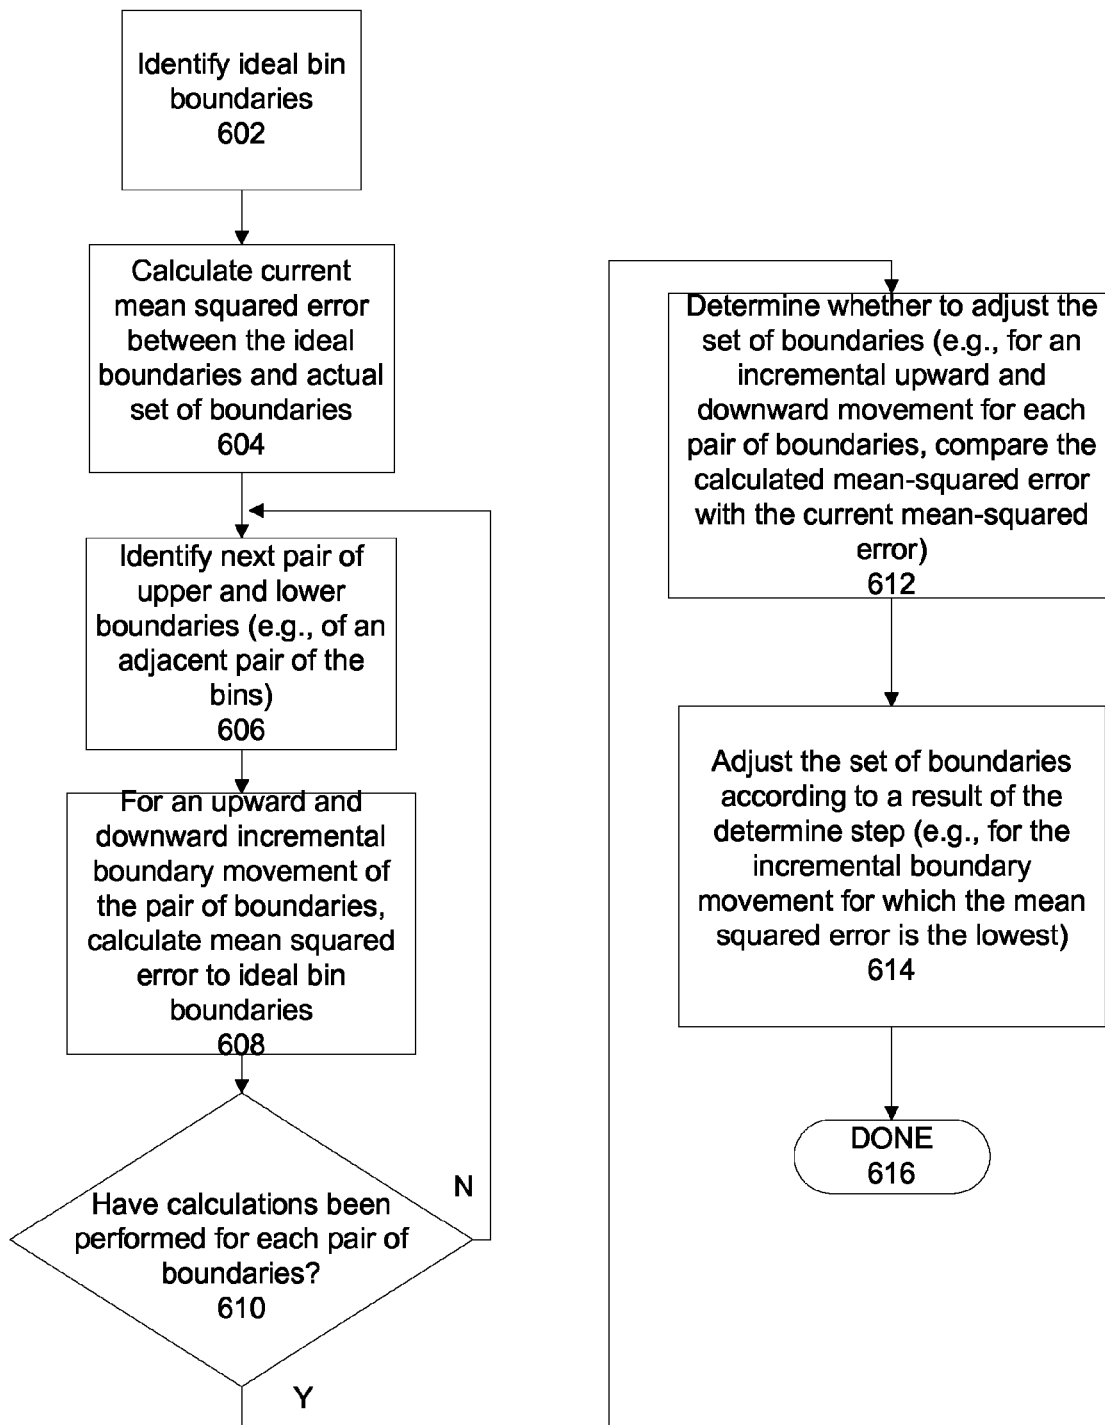 Identify ideal bin
boundaries
602
Calculate current
mean squared error
between the ideal
boundaries and actual
set of boundaries
604
Identify next pair of
upper and lower
boundaries (e.g., of an
adjacent pair of the
bins)
606
For an upward and
downward incremental
boundary movement of
the pair of boundaries,
calculate mean squared
error to ideal bin
boundaries
608
Have calculations been
performed for each pair of
boundaries?
610
N
Y
Determine whether to adjust the
set of boundaries (e.g., for an
incremental upward and
downward movement for each
pair of boundaries, compare the
calculated mean-squared error
with the current mean-squared
error)
612
Adjust the set of boundaries
according to a result of the
determine step (e.g., for the
incremental boundary
movement for which the mean
squared error is the lowest)
614
DONE
616